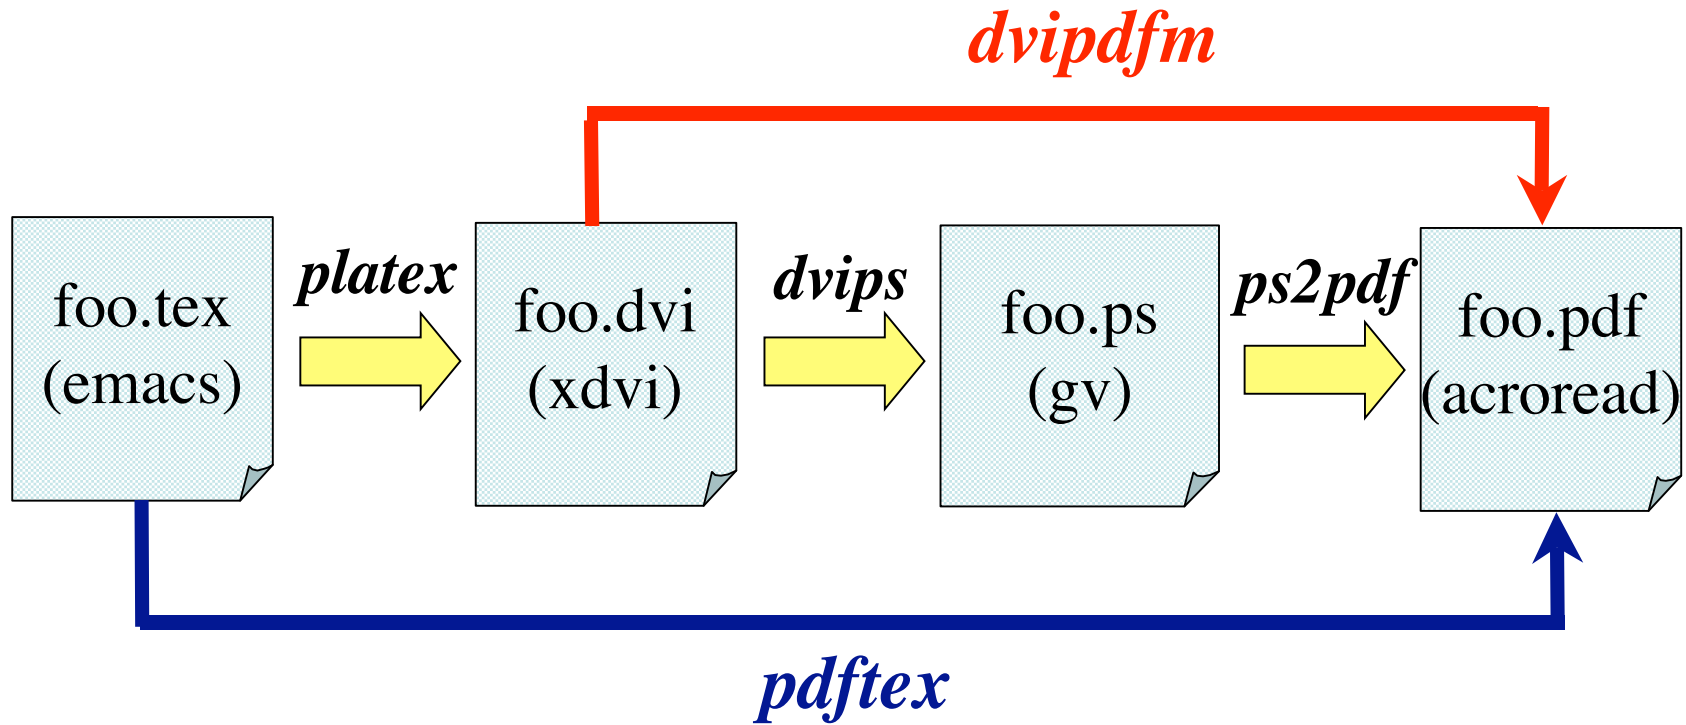 dvipdfm
foo.tex
(emacs)
platex
foo.dvi
(xdvi)
dvips
foo.ps
(gv)
ps2pdf
foo.pdf
(acroread)
pdftex